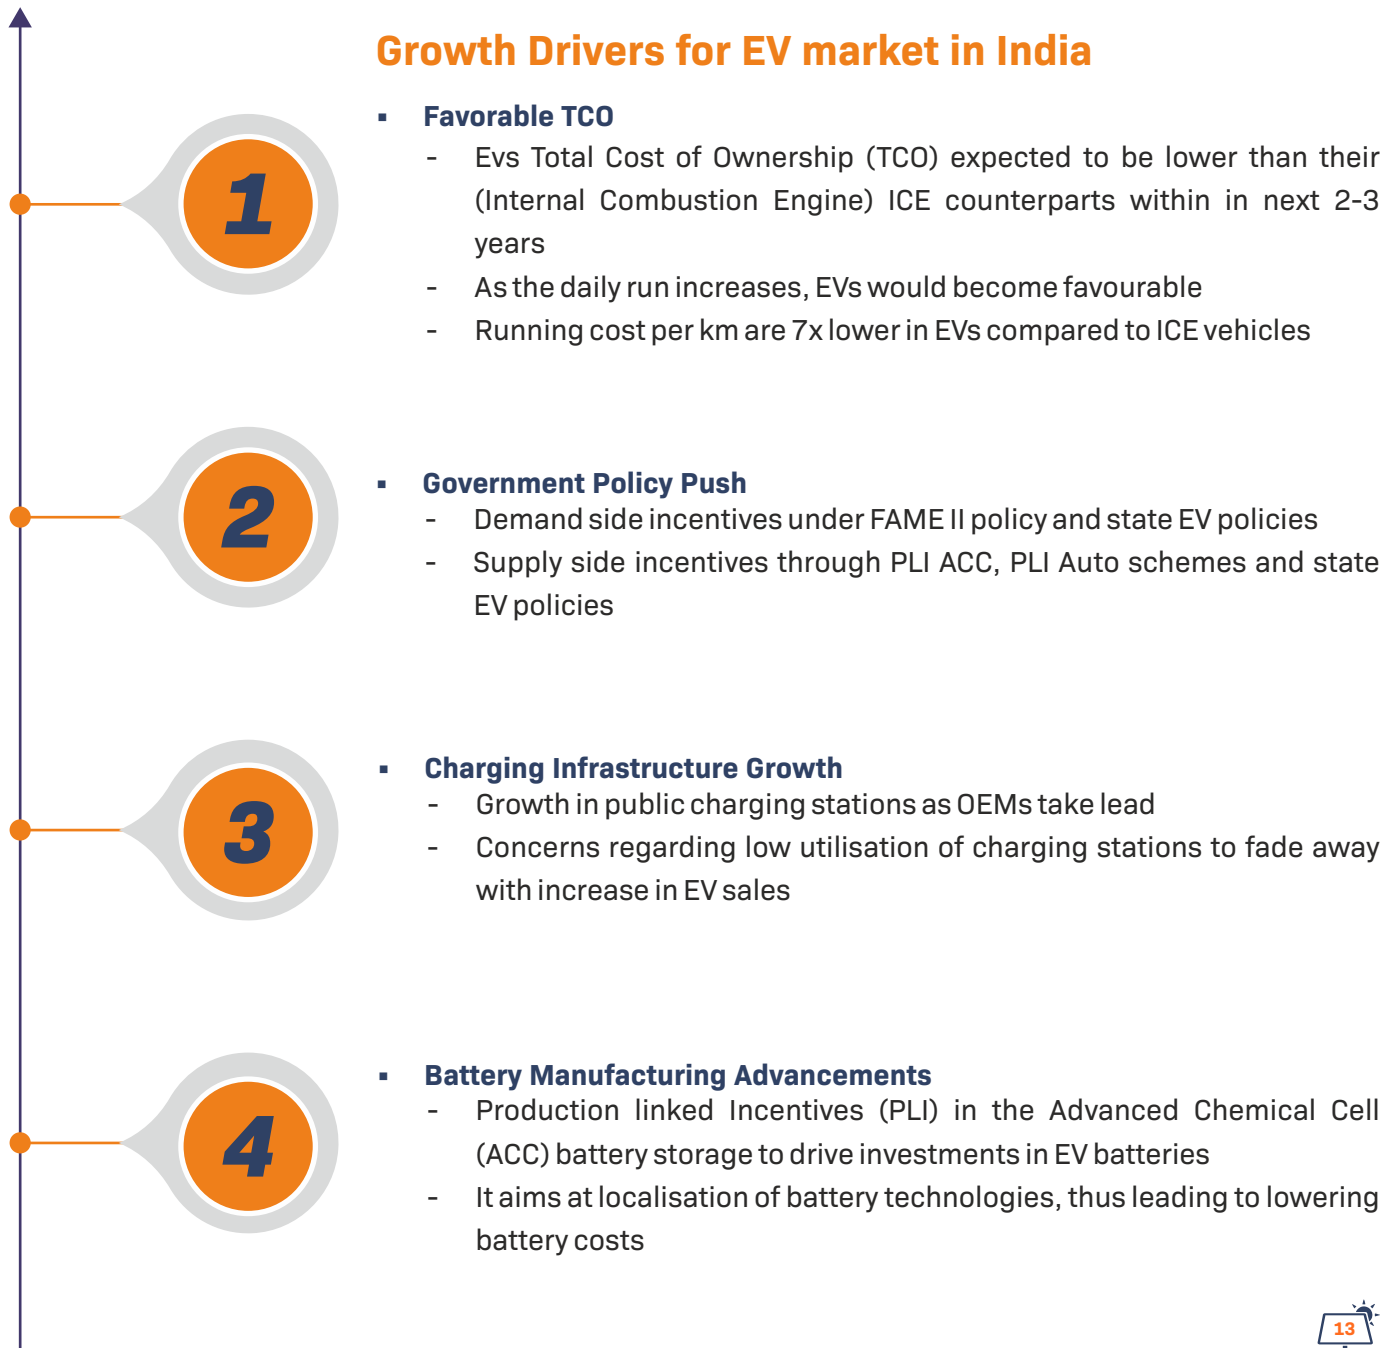 Growth Drivers for EV market in India
1
▪ Favorable TCO
- Evs Total Cost of Ownership (TCO) expected to be lower than their
(Internal Combustion Engine) ICE counterparts within in next 2-3
years
- As the daily run increases, EVs would become favourable
- Running cost per km are 7x lower in EVs compared to ICE vehicles
2
▪ Government Policy Push
- Demand side incentives under FAME II policy and state EV policies
- Supply side incentives through PLI ACC, PLI Auto schemes and state
EV policies
3
▪ Charging Infrastructure Growth
- Growth in public charging stations as OEMs take lead
- Concerns regarding low utilisation of charging stations to fade away
with increase in EV sales
4
▪ Battery Manufacturing Advancements
- Production linked Incentives (PLI) in the Advanced Chemical Cell
(ACC) battery storage to drive investments in EV batteries
- It aims at localisation of battery technologies, thus leading to lowering
battery costs
13